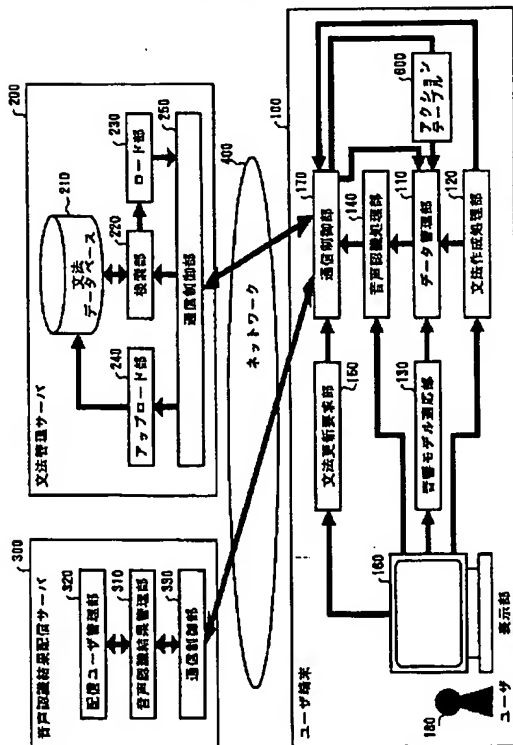 音声認識結果配信サーバ
300
配信ユーザ管理部
320
音声認識結果管理部
310
通信制御部
330
文法管理サーバ
200
文法
データベース
210
アップロード部
240
検索部
220
ロード部
230
通信制御部
250
ネットワーク
400
ユーザ端末
100
通信制御部
170
音声認識処理部
140
データ管理部
110
文法作成処理部
120
アクション
テーブル
600
文法更新要求部
150
音響モデル適応部
130
160
表示部
180
ユーザ